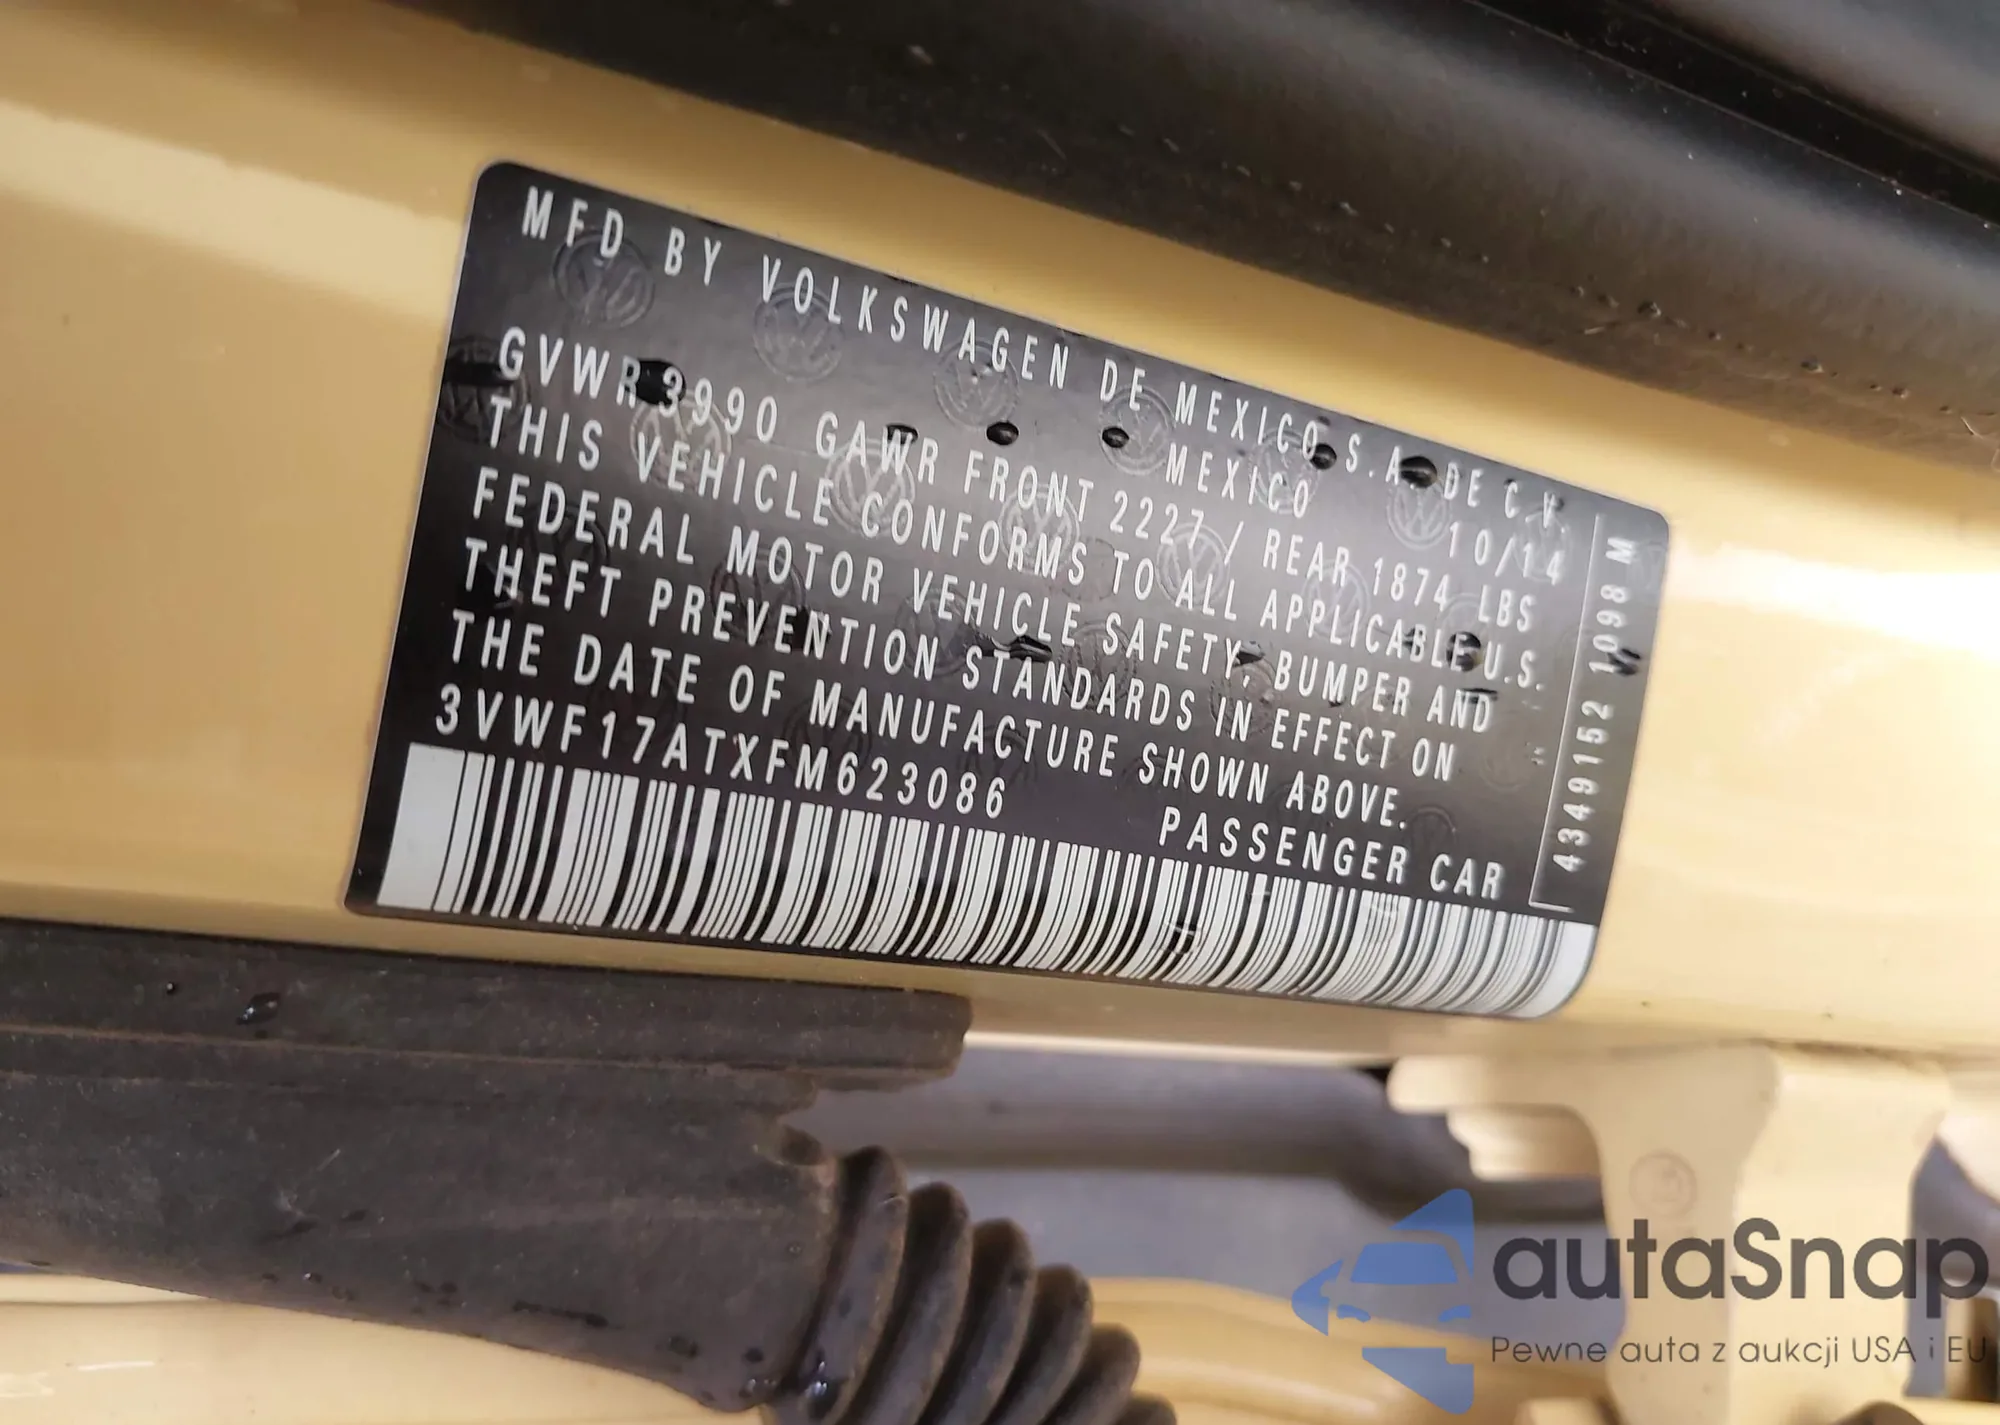 MFD BY VOLKSWAGEN DE MEXICO S.A. DE C.V.
MEXICO 10/14
GVWR 3990 GAWR FRONT 2227 / REAR 1874 LBS
THIS VEHICLE CONFORMS TO ALL APPLICABLE U.S.
FEDERAL MOTOR VEHICLE SAFETY, BUMPER AND
THEFT PREVENTION STANDARDS IN EFFECT ON
THE DATE OF MANUFACTURE SHOWN ABOVE.
3VWF17ATXFM623086
PASSENGER CAR
4349152 1098 M
autaSnap
Pewne auta z aukcji USA i EU